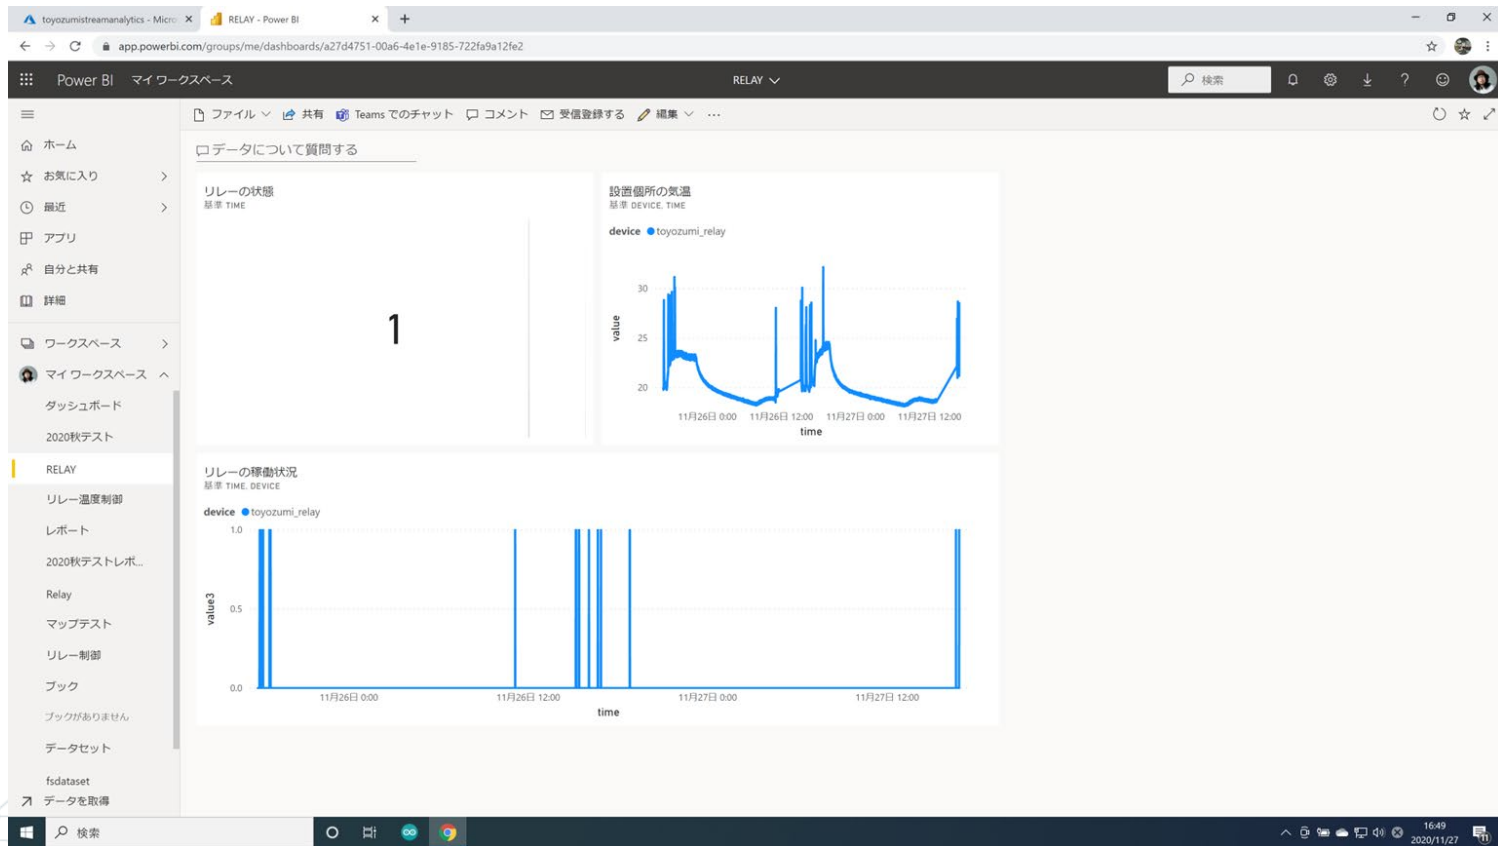 toyozumistreamanalytics - Micro
RELAY - Power BI
app.powerbi.com/groups/me/dashboards/a27d4751-00a6-4e1e-9185-722fa9a12fe2
Power BI マイ ワークスペース
RELAY
検索
ファイル 共有 Teams でのチャット コメント 受信登録する 編集
ホーム
お気に入り
最近
アプリ
自分と共有
詳細
ワークスペース
マイ ワークスペース
ダッシュボード
2020秋テスト
RELAY
リレー温度制御
レポート
2020秋テストレポ...
Relay
マップテスト
リレー制御
ブック
ブックがありません
データセット
fsdataset
データを取得
データについて質問する
リレーの状態
基準 TIME
1
設置個所の気温
基準 DEVICE, TIME
device toyozumi_relay
30
25
20
value
11月26日 0:00 11月26日 12:00 11月27日 0:00 11月27日 12:00
time
リレーの稼働状況
基準 TIME, DEVICE
device toyozumi_relay
1.0
0.5
0.0
value3
11月26日 0:00 11月26日 12:00 11月27日 0:00 11月27日 12:00
time
検索
16:49
2020/11/27
11